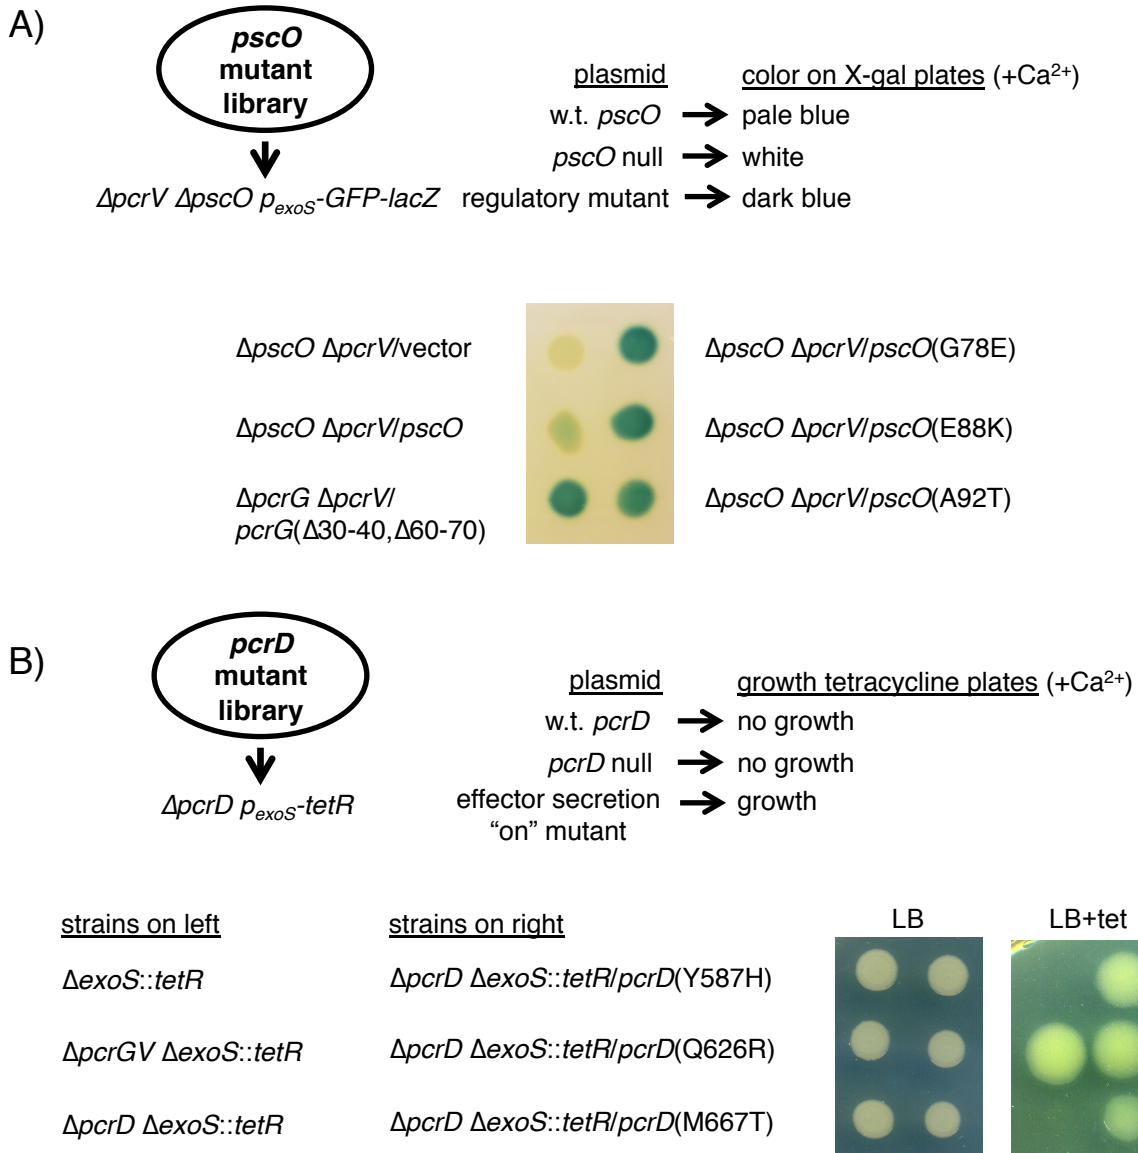 A)
pscO
mutant
library
ΔpcrV ΔpscO pexoS-GFP-lacZ
plasmid color on X-gal plates (+Ca²⁺)
w.t. pscO → pale blue
pscO null → white
regulatory mutant → dark blue
ΔpscO ΔpcrV/vector ΔpscO ΔpcrV/pscO(G78E)
ΔpscO ΔpcrV/pscO ΔpscO ΔpcrV/pscO(E88K)
ΔpcrG ΔpcrV/ ΔpscO ΔpcrV/pscO(A92T)
pcrG(Δ30-40,Δ60-70)
B)
pcrD
mutant
library
ΔpcrD pexoS-tetR
plasmid growth tetracycline plates (+Ca²⁺)
w.t. pcrD → no growth
pcrD null → no growth
effector secretion → growth
“on” mutant
strains on left strains on right LB LB+tet
ΔexoS::tetR ΔpcrD ΔexoS::tetR/pcrD(Y587H)
ΔpcrGV ΔexoS::tetR ΔpcrD ΔexoS::tetR/pcrD(Q626R)
ΔpcrD ΔexoS::tetR ΔpcrD ΔexoS::tetR/pcrD(M667T)